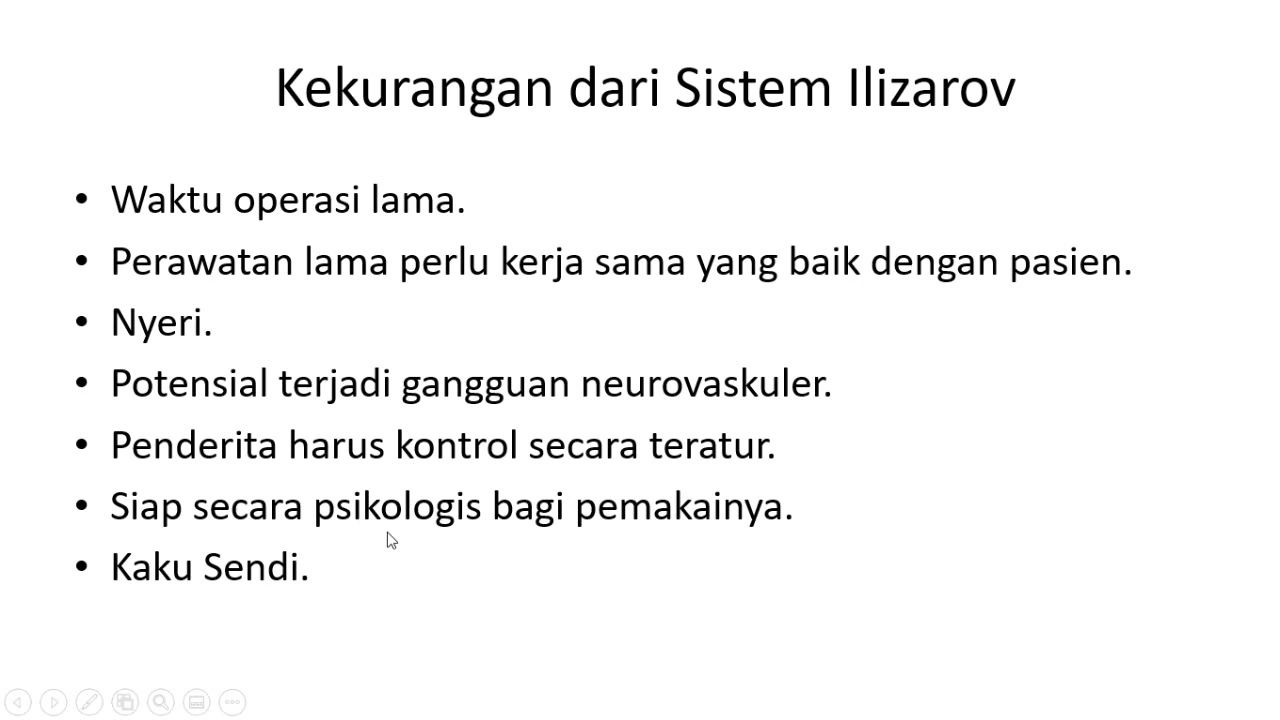 Kekurangan dari Sistem Ilizarov
• Waktu operasi lama.
• Perawatan lama perlu kerja sama yang baik dengan pasien.
• Nyeri.
• Potensial terjadi gangguan neurovaskuler.
• Penderita harus kontrol secara teratur.
• Siap secara psikologis bagi pemakainya.
• Kaku Sendi.